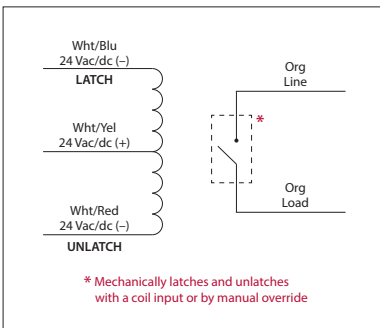 Wht/Blu
24 Vac/dc (–)
LATCH
Wht/Yel
24 Vac/dc (+)
Wht/Red
24 Vac/dc (–)
UNLATCH
Org
Line
*
Org
Load
* Mechanically latches and unlatches
with a coil input or by manual override